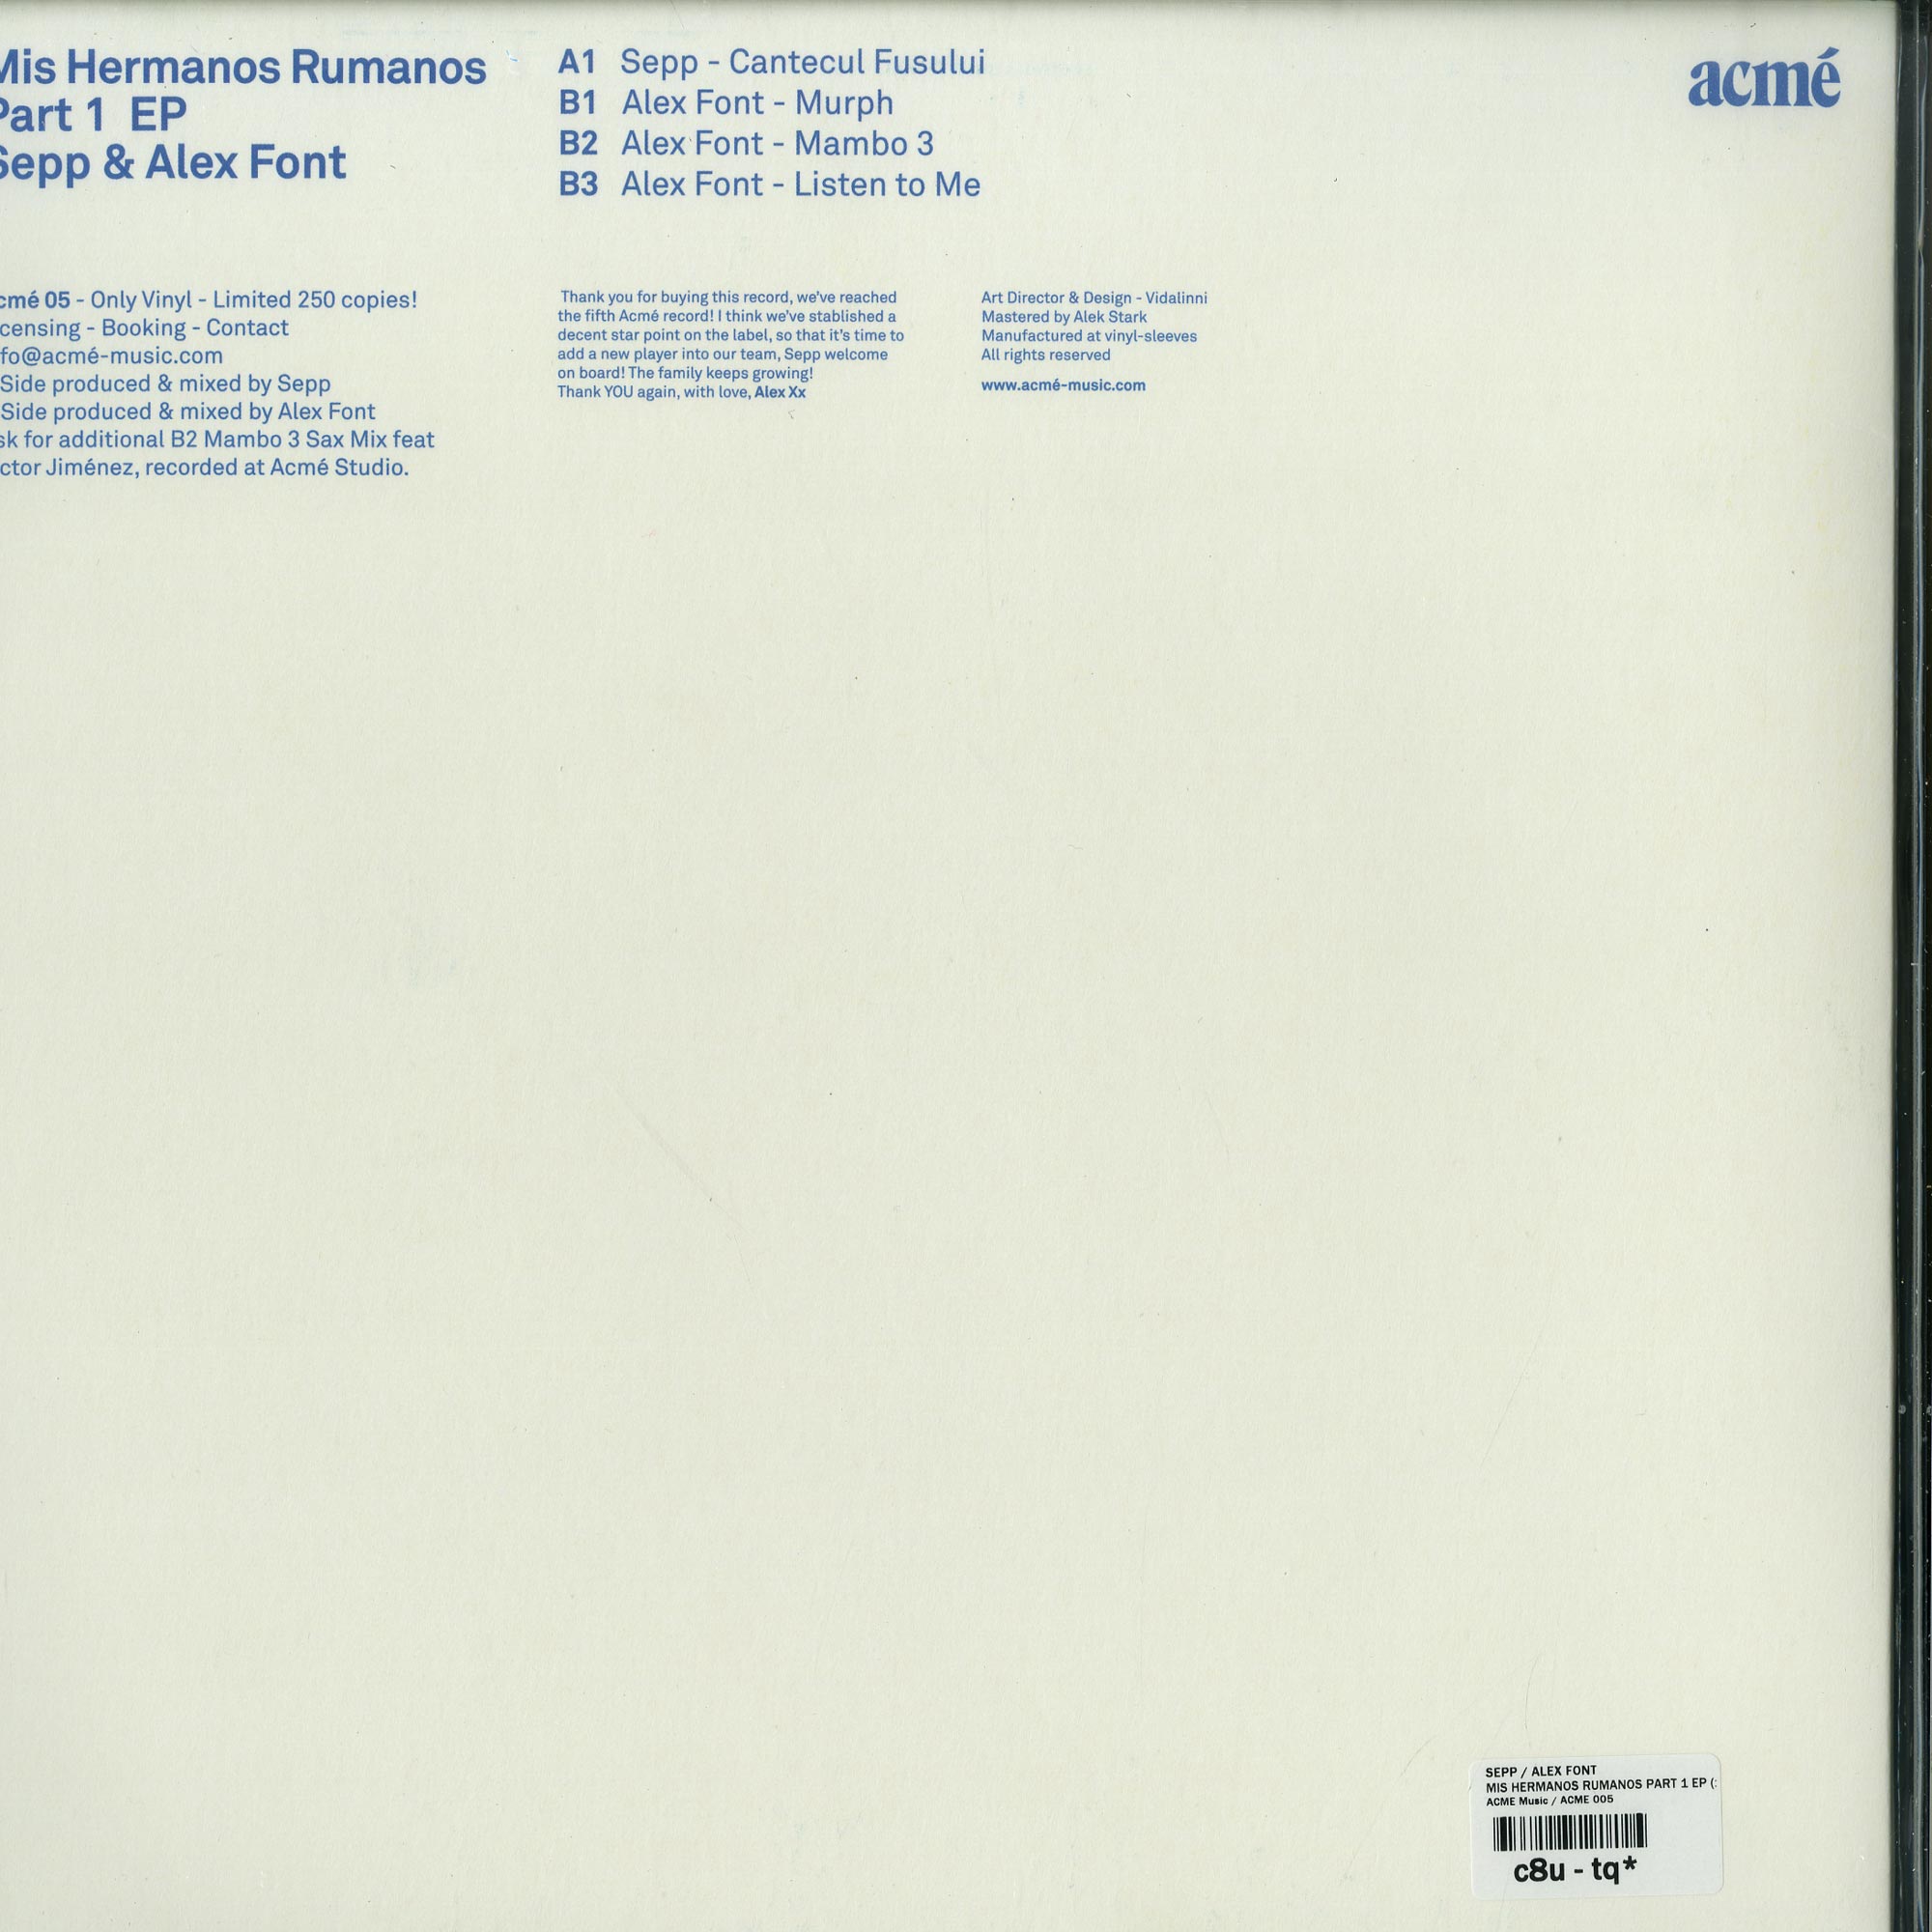 Mis Hermanos Rumanos
Part 1 EP
Sepp & Alex Font
A1 Sepp - Cantecul Fusului
B1 Alex Font - Murph
B2 Alex Font - Mambo 3
B3 Alex Font - Listen to Me
acmé
cmé 05 - Only Vinyl - Limited 250 copies!
censing - Booking - Contact
fo@acmé-music.com
Side produced & mixed by Sepp
Side produced & mixed by Alex Font
sk for additional B2 Mambo 3 Sax Mix feat
ctor Jiménez, recorded at Acmé Studio.
Thank you for buying this record, we've reached
the fifth Acmé record! I think we've stablished a
decent star point on the label, so that it's time to
add a new player into our team, Sepp welcome
on board! The family keeps growing!
Thank YOU again, with love, Alex Xx
Art Director & Design - Vidalinni
Mastered by Alek Stark
Manufactured at vinyl-sleeves
All rights reserved
www.acmé-music.com
SEPP / ALEX FONT
MIS HERMANOS RUMANOS PART 1 EP (
ACME Music / ACME 005
c8u - tq*